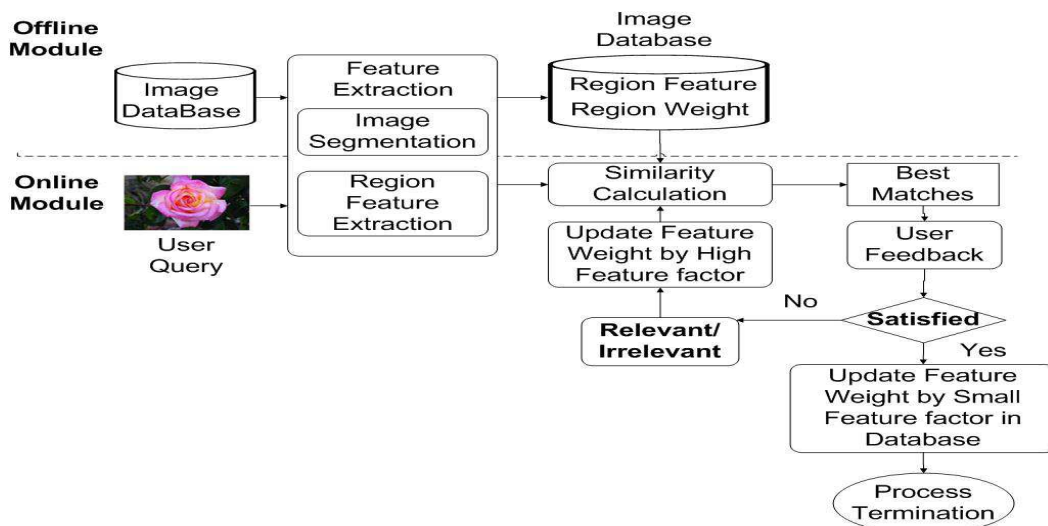 Offline
Module
Image
DataBase
Feature
Extraction
Image
Segmentation
Image
Database
Region Feature
Region Weight
Online
Module
User
Query
Region
Feature
Extraction
Similarity
Calculation
Best
Matches
Update Feature
Weight by High
Feature factor
User
Feedback
No
Satisfied
Relevant/
Irrelevant
Yes
Update Feature
Weight by Small
Feature factor in
Database
Process
Termination